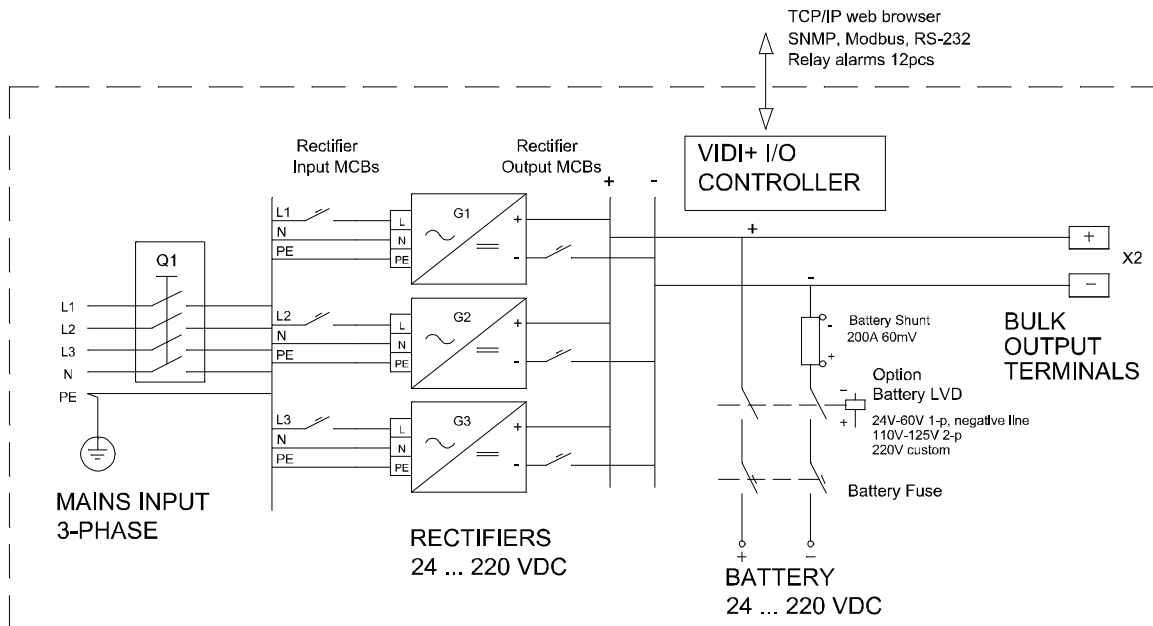 TCP/IP web browser
SNMP, Modbus, RS-232
Relay alarms 12pcs
VIDI+ I/O
CONTROLLER
Rectifier
Input MCBs
Rectifier
Output MCBs
+ -
Q1
L1
L2
L3
N
PE
MAINS INPUT
3-PHASE
L1
N
PE
L
N
PE
G1
+
-
L2
N
PE
L
N
PE
G2
+
-
L3
N
PE
L
N
PE
G3
+
-
RECTIFIERS
24 ... 220 VDC
+
-
+
−
X2
BULK
OUTPUT
TERMINALS
-
+
Battery Shunt
200A 60mV
Option
Battery LVD
-
+
24V-60V 1-p, negative line
110V-125V 2-p
220V custom
Battery Fuse
+ −
BATTERY
24 ... 220 VDC